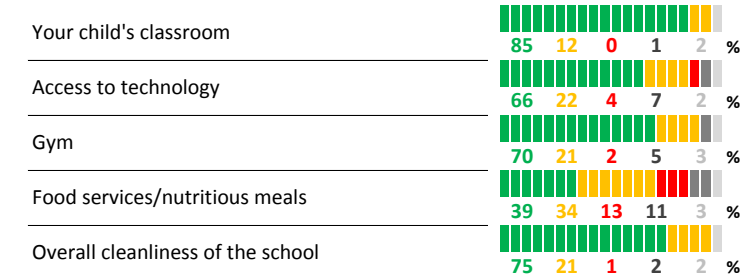 Your child's classroom
85 12 0 1 2 %
Access to technology
66 22 4 7 2 %
Gym
70 21 2 5 3 %
Food services/nutritious meals
39 34 13 11 3 %
Overall cleanliness of the school
75 21 1 2 2 %